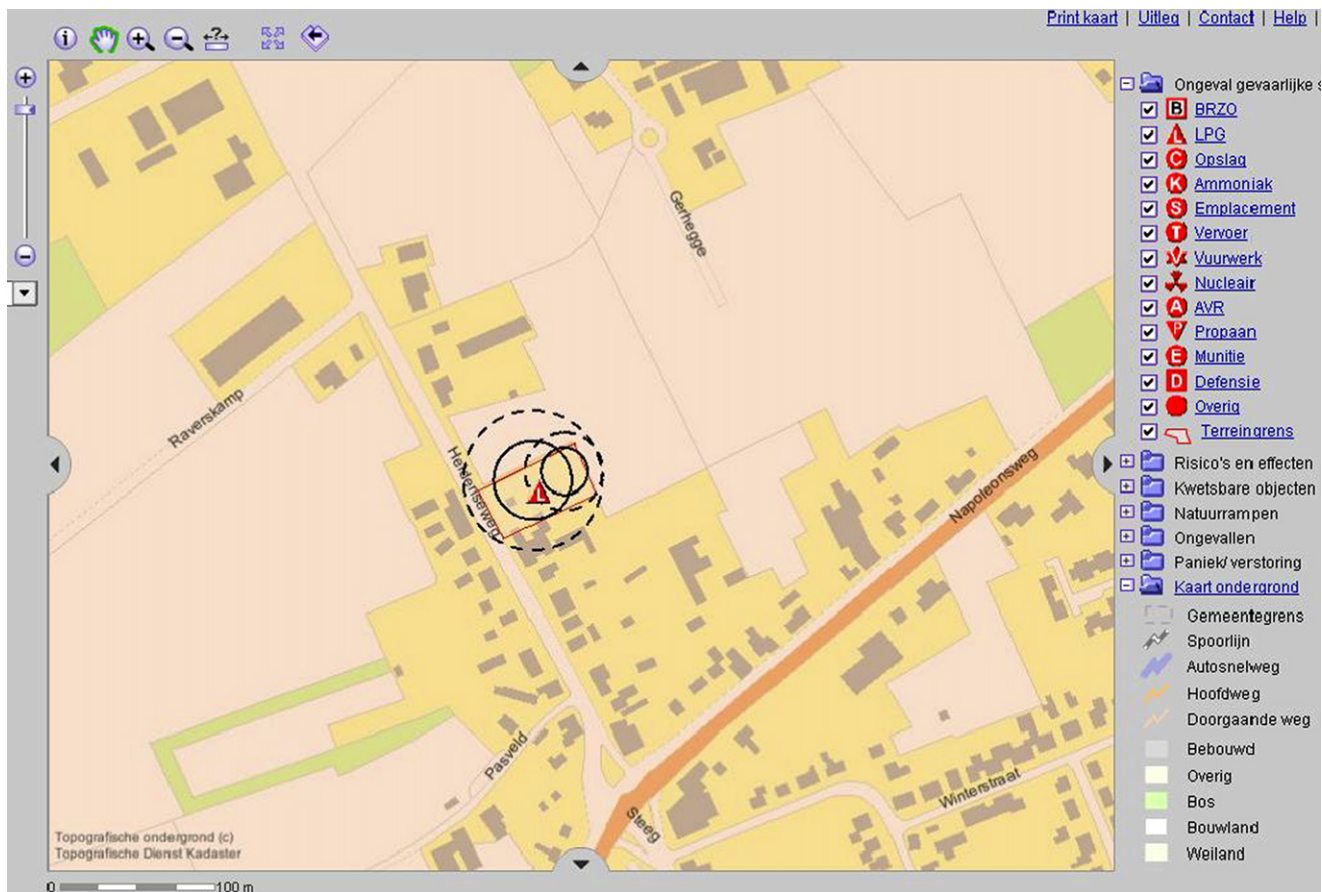 Print kaart | Uitleg | Contact | Help |
Ongeval gevaarlijke s
B BRZO
L LPG
C Opslag
K Ammoniak
S Emplacement
T Vervoer
V Vuurwerk
Nucleair
A AVR
P Propaan
E Munitie
D Defensie
Overig
Terreingrens
Risico's en effecten
Kwetsbare objecten
Natuurrampen
Ongevallen
Paniek/verstoring
Kaart ondergrond
Gemeentegrens
Spoorlijn
Autosnelweg
Hoofdweg
Doorgaande weg
Bebouwd
Overig
Bos
Bouwland
Weiland
Gerhegge
Raverskamp
Heldenseweg
L
Napoleonsweg
Pasveld
Winterstraat
Steeg
Topografische ondergrond (c)
Topografische Dienst Kadaster
0 100 m